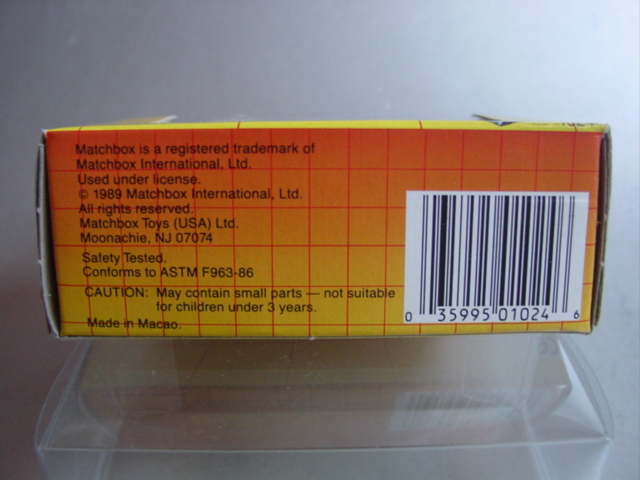 Matchbox is a registered trademark of
Matchbox International, Ltd.
Used under license.
© 1989 Matchbox International, Ltd.
All rights reserved.
Matchbox Toys (USA) Ltd.
Moonachie, NJ 07074
Safety Tested.
Conforms to ASTM F963-86
CAUTION: May contain small parts — not suitable
for children under 3 years.
Made in Macao.
0 35995 01024 6